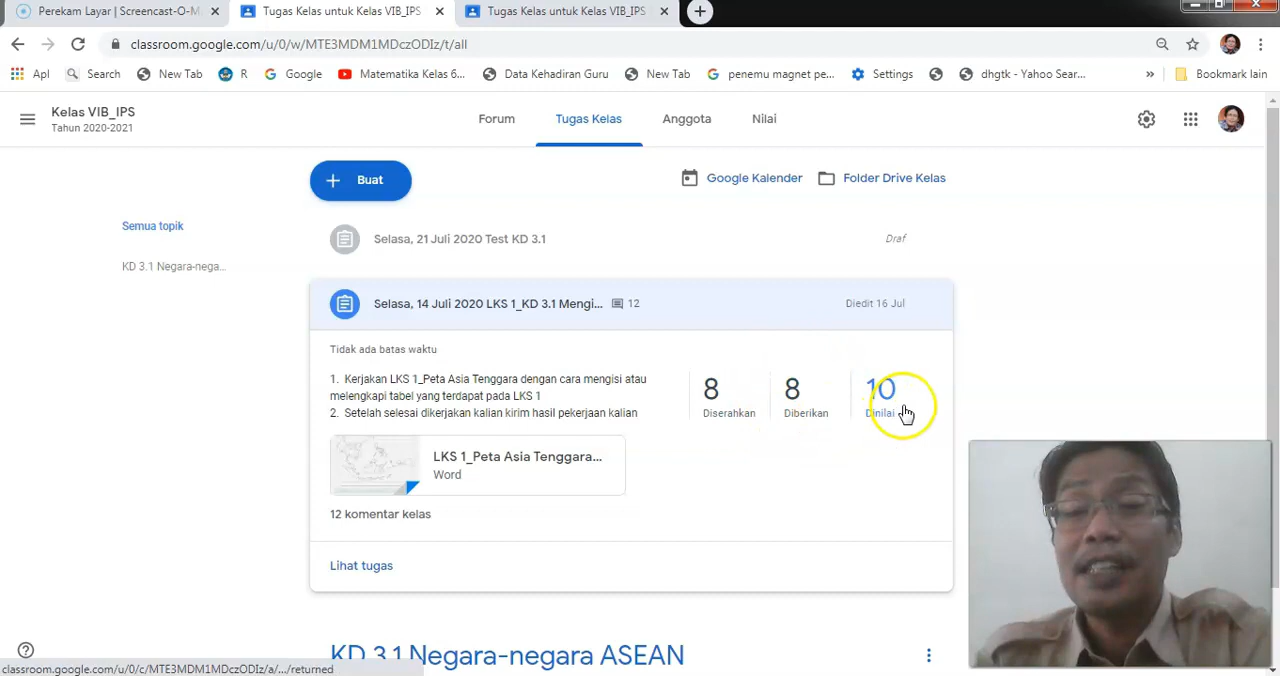 Perekam Layar | Screencast-O-M
Tugas Kelas untuk Kelas VIB_IPS
Tugas Kelas untuk Kelas VIB_IPS
classroom.google.com/u/0/w/MTE3MDM1MDczODIz/t/all
Apl
Search
New Tab
R
Google
Matematika Kelas 6...
Data Kehadiran Guru
New Tab
penemu magnet pe...
Settings
dhgtk - Yahoo Sear...
»
Bookmark lain
Kelas VIB_IPS
Tahun 2020-2021
Forum
Tugas Kelas
Anggota
Nilai
Buat
Google Kalender
Folder Drive Kelas
Semua topik
KD 3.1 Negara-nega...
Selasa, 21 Juli 2020 Test KD 3.1
Draf
Selasa, 14 Juli 2020 LKS 1_KD 3.1 Mengi...
12
Diedit 16 Jul
Tidak ada batas waktu
1. Kerjakan LKS 1_Peta Asia Tenggara dengan cara mengisi atau
melengkapi tabel yang terdapat pada LKS 1
2. Setelah selesai dikerjakan kalian kirim hasil pekerjaan kalian
8
Diserahkan
8
Diberikan
10
Dinilai
LKS 1_Peta Asia Tenggara...
Word
12 komentar kelas
Lihat tugas
KD 3.1 Negara-negara ASEAN
classroom.google.com/u/0/c/MTE3MDM1MDczODIz/a/.../returned